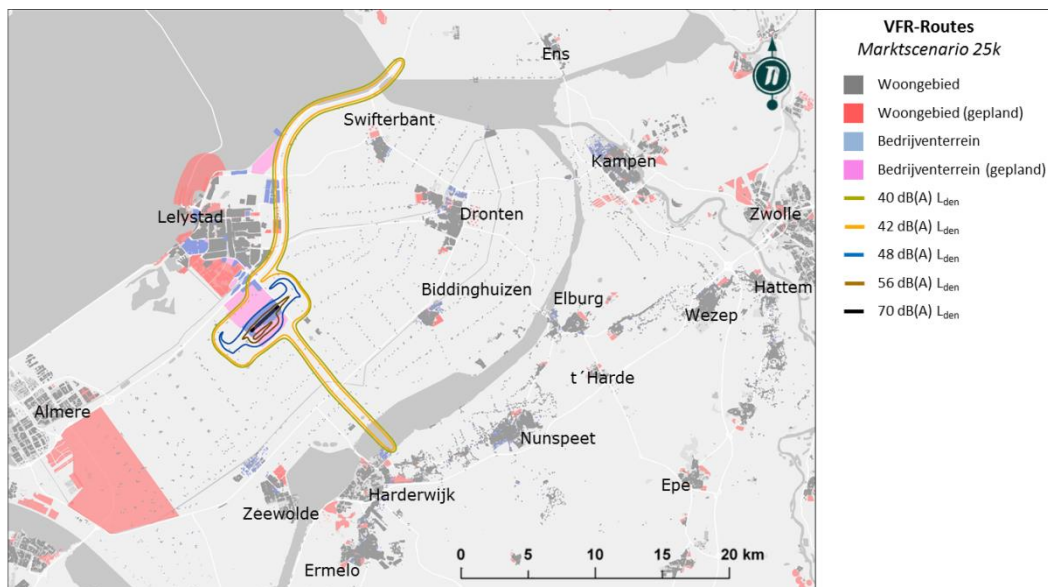 VFR-Routes
Marktscenario 25k
Woongebied
Woongebied (gepland)
Bedrijventerrein
Bedrijventerrein (gepland)
40 dB(A) Lden
42 dB(A) Lden
48 dB(A) Lden
56 dB(A) Lden
70 dB(A) Lden
Ens
Swifterbant
Kampen
Lelystad
Dronten
Zwolle
Hattem
Biddinghuizen
Elburg
Wezep
t´Harde
Almere
Nunspeet
Harderwijk
Epe
Zeewolde
Ermelo
0 5 10 15 20 km